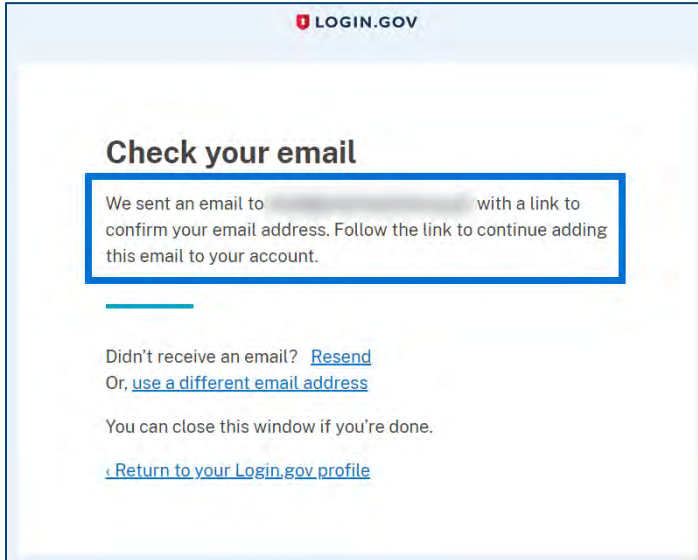 LOGIN.GOV
Check your email
We sent an email to with a link to
confirm your email address. Follow the link to continue adding
this email to your account.
Didn't receive an email? Resend
Or, use a different email address
You can close this window if you're done.
‹ Return to your Login.gov profile